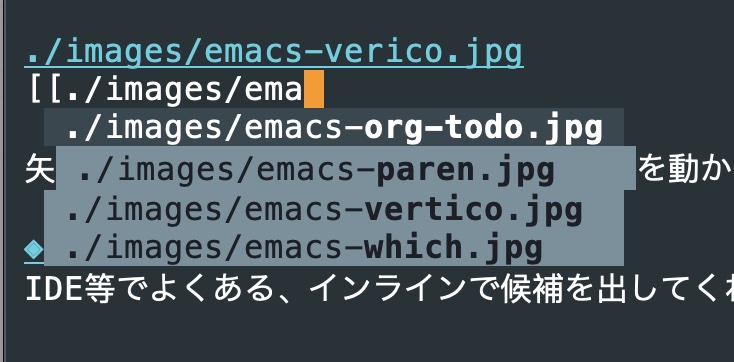 ./images/emacs-verico.jpg
[[./images/ema
./images/emacs-org-todo.jpg
矢 ./images/emacs-paren.jpg を動か
./images/emacs-vertico.jpg
◆ ./images/emacs-which.jpg
IDE等でよくある、インラインで候補を出してくれ